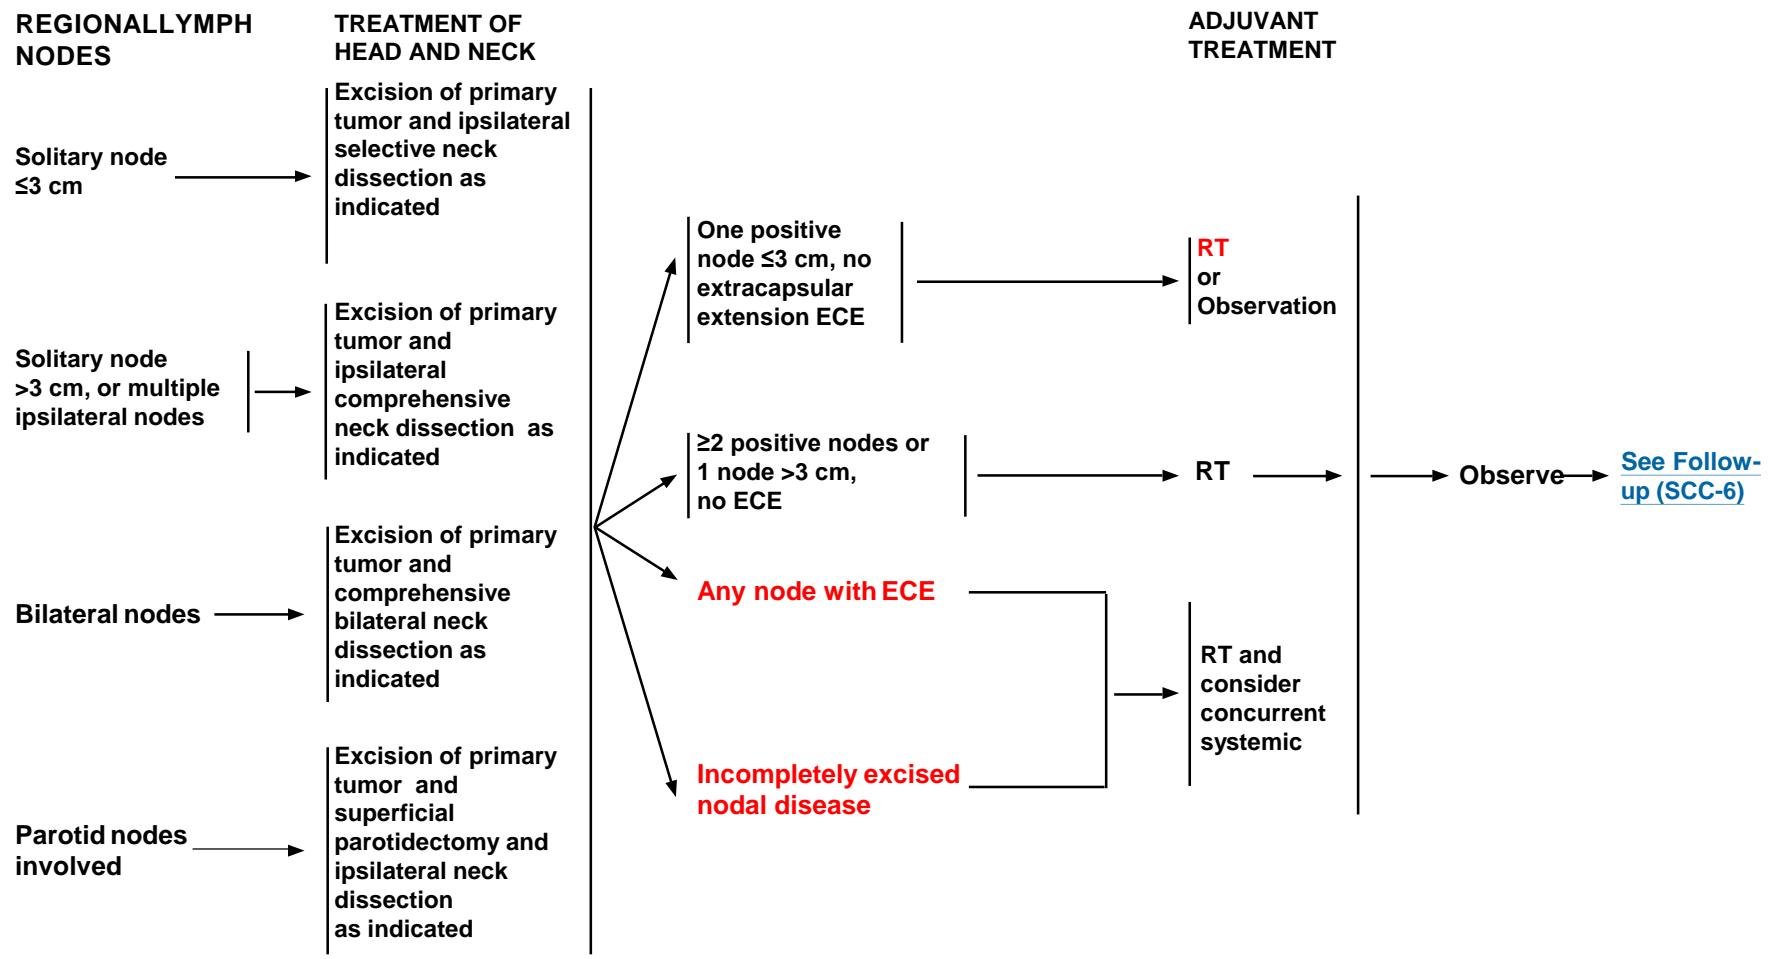 REGIONALLYMPH
NODES
TREATMENT OF
HEAD AND NECK
ADJUVANT
TREATMENT
Solitary node
≤3 cm
Excision of primary
tumor and ipsilateral
selective neck
dissection as
indicated
Solitary node
>3 cm, or multiple
ipsilateral nodes
Excision of primary
tumor and
ipsilateral
comprehensive
neck dissection as
indicated
Bilateral nodes
Excision of primary
tumor and
comprehensive
bilateral neck
dissection as
indicated
Parotid nodes
involved
Excision of primary
tumor and
superficial
parotidectomy and
ipsilateral neck
dissection
as indicated
One positive
node ≤3 cm, no
extracapsular
extension ECE
RT
or
Observation
≥2 positive nodes or
1 node >3 cm,
no ECE
RT
Any node with ECE
Incompletely excised
nodal disease
RT and
consider
concurrent
systemic
Observe
See Follow-
up (SCC-6)